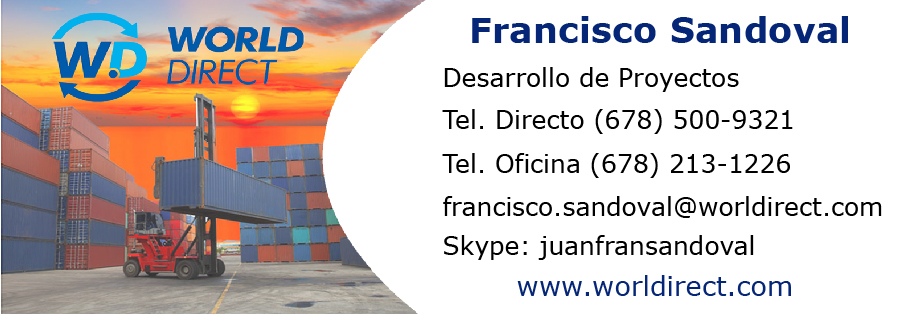 W.D
WORLD
DIRECT
Francisco Sandoval
Desarrollo de Proyectos
Tel. Directo (678) 500-9321
Tel. Oficina (678) 213-1226
francisco.sandoval@worldirect.com
Skype: juanfransandoval
www.worldirect.com